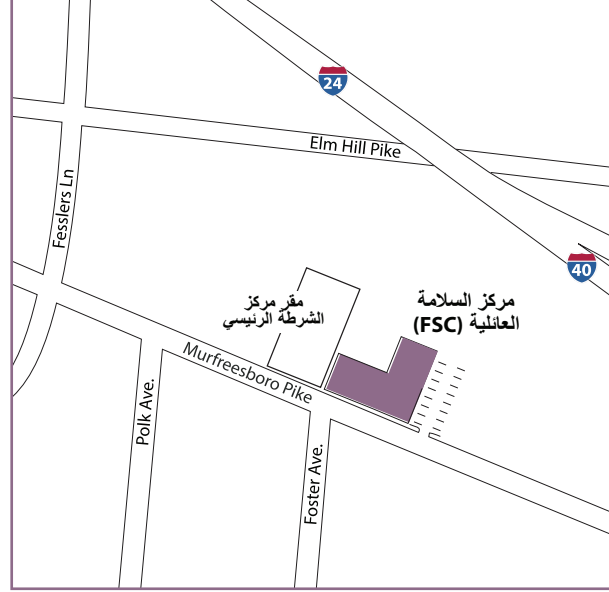 24
Elm Hill Pike
Fesslers Ln
40
مقر مركز
الشرطة الرئيسي
مركز السلامة
العائلية (FSC)
Murfreesboro Pike
Polk Ave.
Foster Ave.